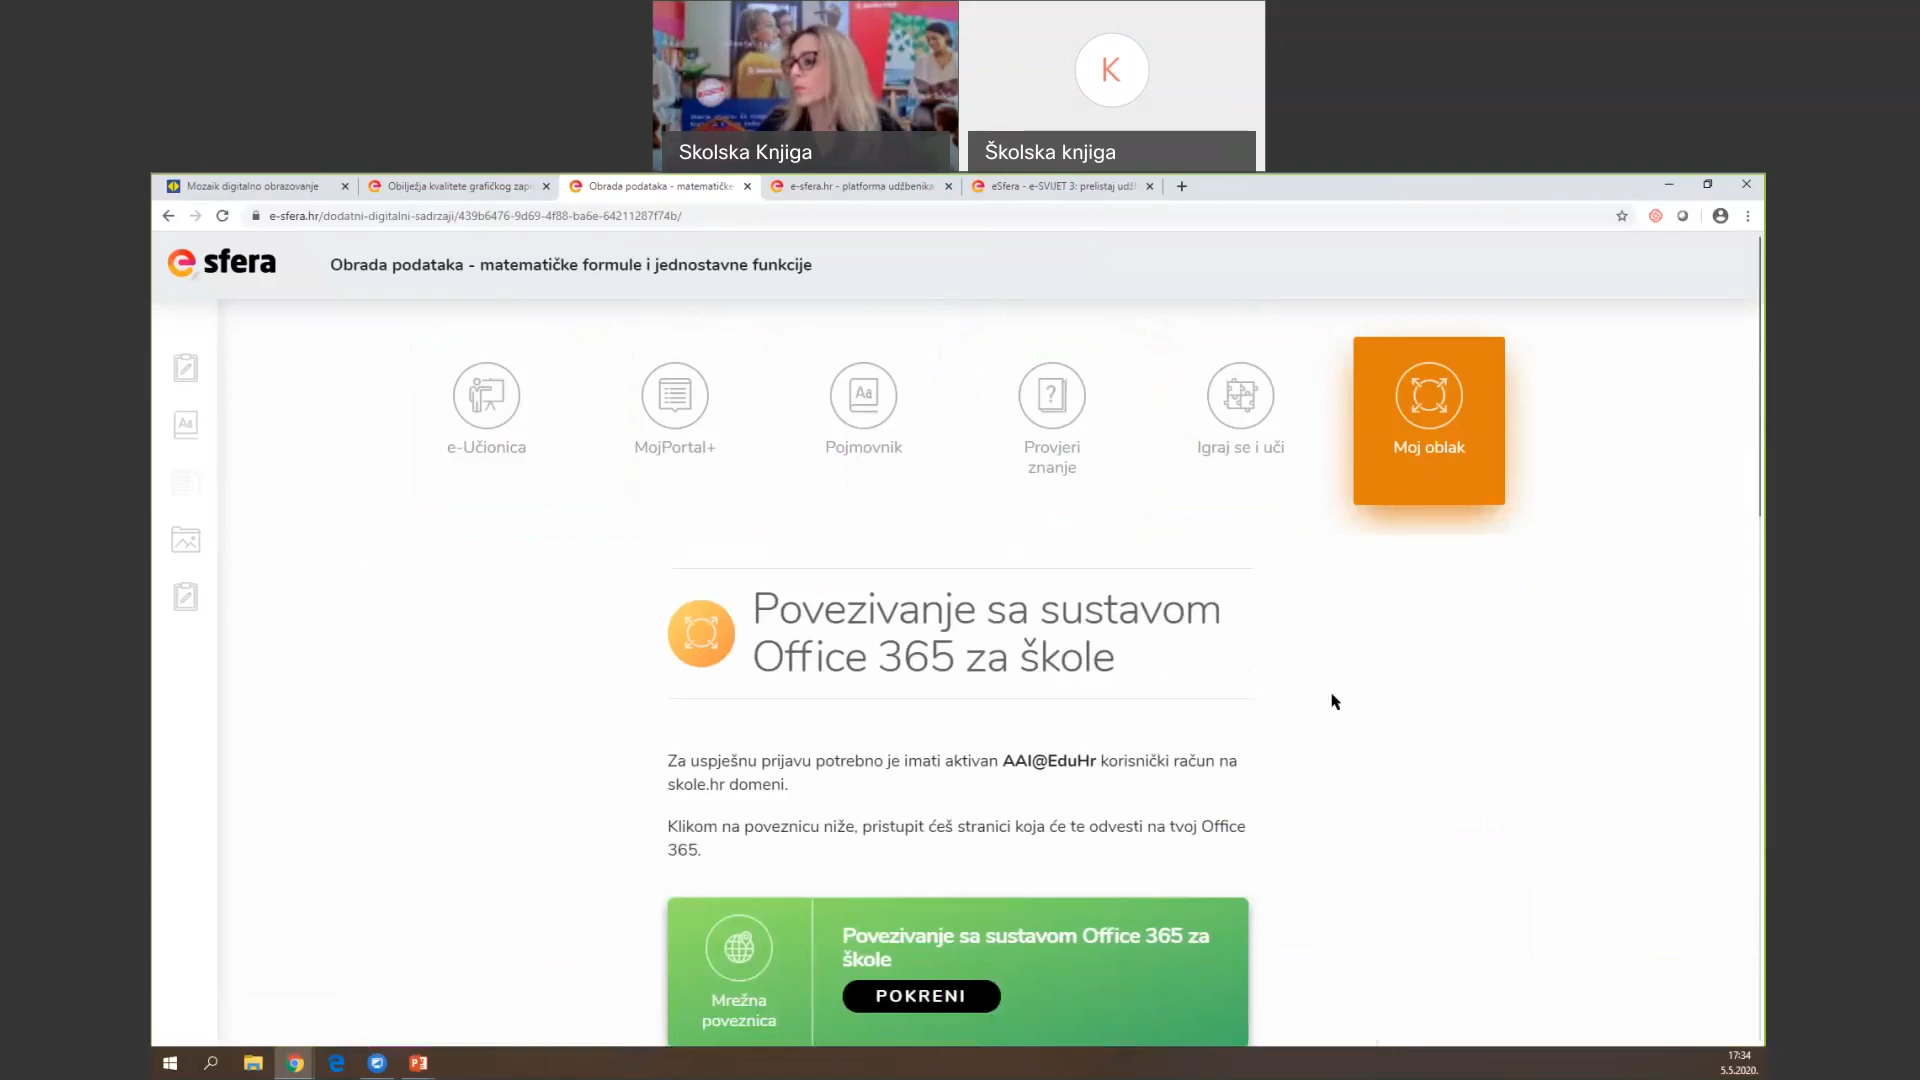 Skolska Knjiga
K
Školska knjiga
Mozaik digitalno obrazovanje
Obilježja kvalitete grafičkog zapi
Obrada podataka - matematičke
e-sfera.hr - platforma udžbenika
eSfera - e-SVIJET 3: prelistaj udžb
e-sfera.hr/dodatni-digitalni-sadrzaji/439b6476-9d69-4f88-ba6e-64211287f74b/
e sfera
Obrada podataka - matematičke formule i jednostavne funkcije
e-Učionica
MojPortal+
Aa
Pojmovnik
?
Provjeri
znanje
Igraj se i uči
Moj oblak
Aa
Povezivanje sa sustavom
Office 365 za škole
Za uspješnu prijavu potrebno je imati aktivan AAI@EduHr korisnički račun na
skole.hr domeni.
Klikom na poveznicu niže, pristupit ćeš stranici koja će te odvesti na tvoj Office
365.
Mrežna
poveznica
Povezivanje sa sustavom Office 365 za
škole
POKRENI
17:34
5.5.2020.